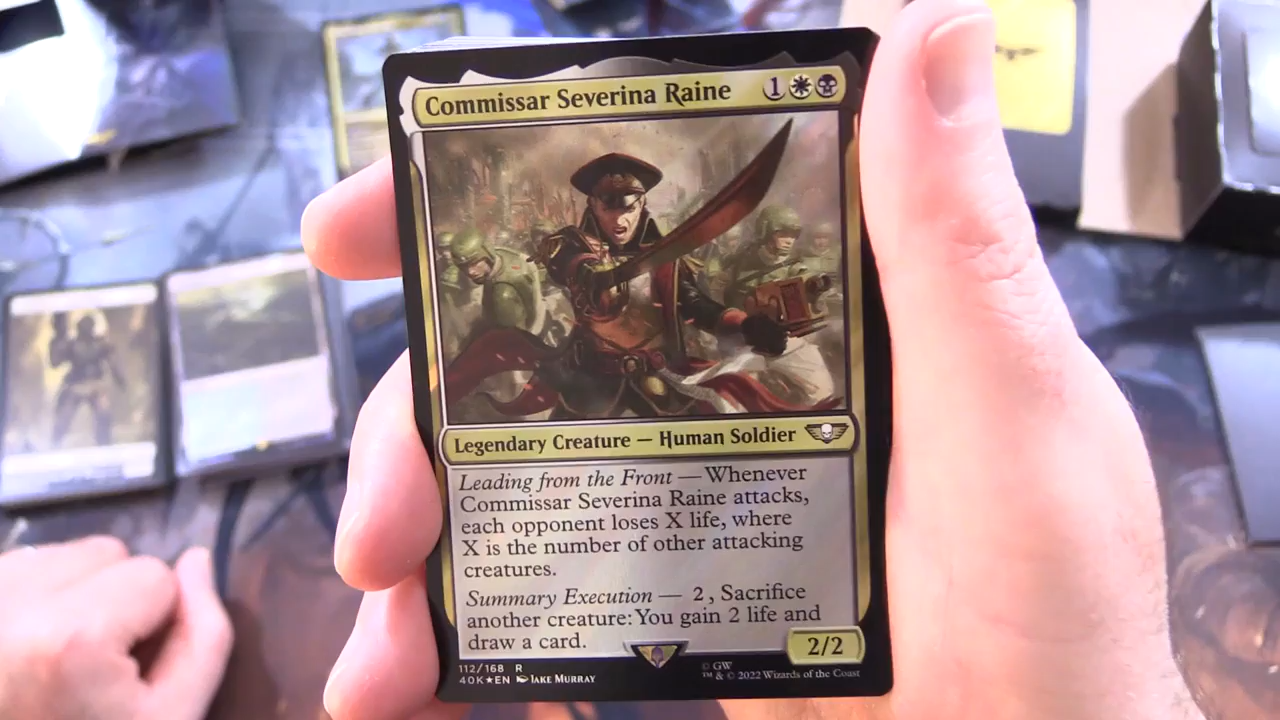 Commissar Severina Raine 1
Legendary Creature — Human Soldier
Leading from the Front — Whenever
Commissar Severina Raine attacks,
each opponent loses X life, where
X is the number of other attacking
creatures.
Summary Execution — 2, Sacrifice
another creature: You gain 2 life and
draw a card.
2/2
112/168 R
40K★EN JAKE MURRAY
© GW
™ & © 2022 Wizards of the Coast